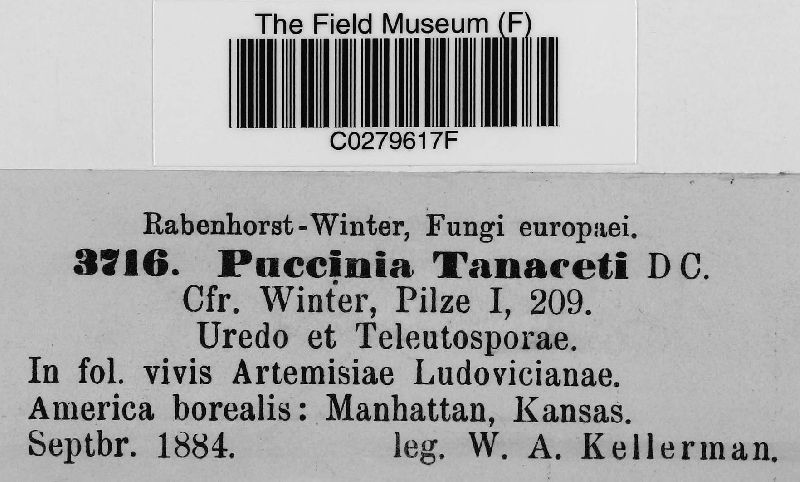 The Field Museum (F)
C0279617F
Rabenhorst-Winter, Fungi europaei.
3716. Puccinia Tanaceti DC.
Cfr. Winter, Pilze I, 209.
Uredo et Teleutosporae.
In fol. vivis Artemisiae Ludovicianae.
America borealis: Manhattan, Kansas.
Septbr. 1884. leg. W. A. Kellerman.